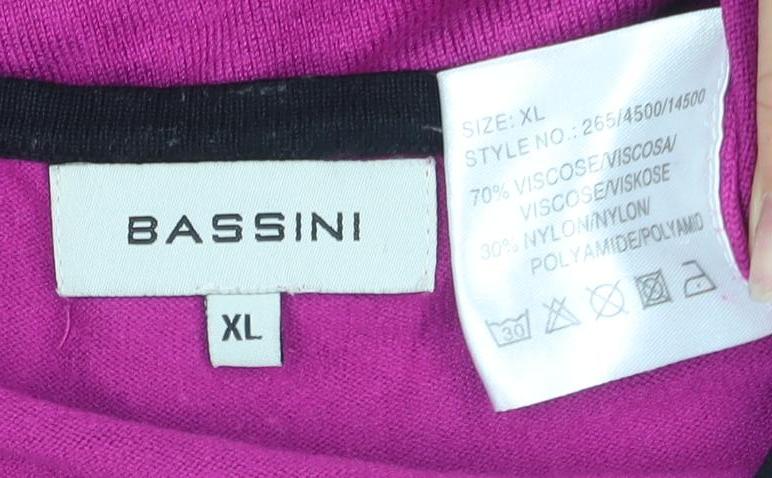 BASSINI
XL
SIZE: XL
STYLE NO.: 265/4500/14500
70% VISCOSE/VISCOSA/
VISCOSE/VISKOSE
30% NYLON/NYLON/
POLYAMIDE/POLYAMID
30